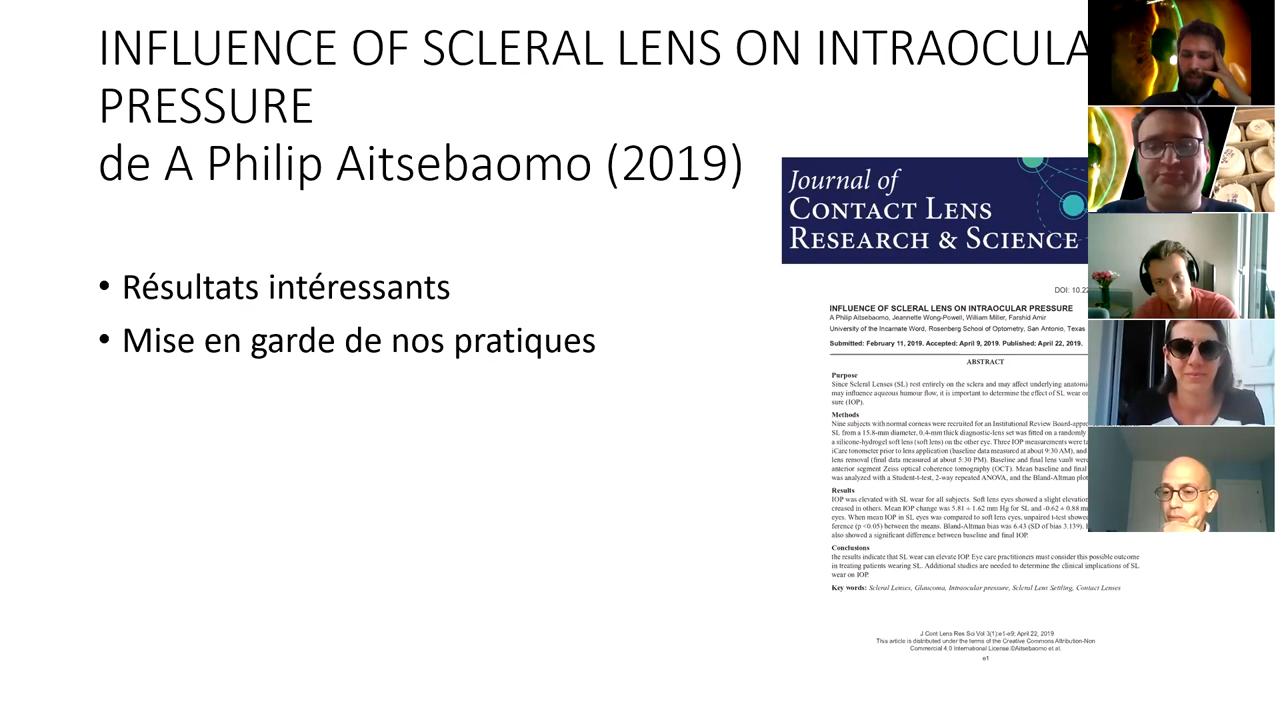 INFLUENCE OF SCLERAL LENS ON INTRAOCULA
PRESSURE
de A Philip Aitsebaomo (2019)
• Résultats intéressants
• Mise en garde de nos pratiques
Journal of
CONTACT LENS
RESEARCH & SCIENCE
DOI: 10.22
INFLUENCE OF SCLERAL LENS ON INTRAOCULAR PRESSURE
A Philip Aitsebaomo, Jeannette Wong-Powell, William Miller, Farshid Amir
University of the Incarnate Word, Rosenberg School of Optometry, San Antonio, Texas
Submitted: February 11, 2019. Accepted: April 9, 2019. Published: April 22, 2019.
ABSTRACT
Purpose
Since Scleral Lenses (SL) rest entirely on the sclera and may affect underlying anatomic
may influence aqueous humour flow, it is important to determine the effect of SL wear on
sure (IOP).
Methods
Nine subjects with normal corneas were recruited for an Institutional Review Board-appr
SL from a 15.8-mm diameter, 0.4-mm thick diagnostic-lens set was fitted on a randomly
a silicone-hydrogel soft lens (soft lens) on the other eye. Three IOP measurements were
iCare tonometer prior to lens application (baseline data measured at about 9:30 AM), and
lens removal (final data measured at about 5:30 PM). Baseline and final lens vault were
anterior segment Zeiss optical coherence tomography (OCT). Mean baseline and final
was analyzed with a Student-t-test, 2-way repeated ANOVA, and the Bland-Altman plot
Results
IOP was elevated with SL wear for all subjects. Soft lens eyes showed a slight elevation
creased in others. Mean IOP change was 5.81 ± 1.62 mm Hg for SL and -0.62 ± 0.88 m
eyes. When mean IOP in SL eyes was compared to soft lens eyes, unpaired t-test showe
ference (p <0.05) between the means. Bland-Altman bias was 6.43 (SD of bias 3.139).
also showed a significant difference between baseline and final IOP.
Conclusions
the results indicate that SL wear can elevate IOP. Eye care practitioners must consider this possible outcome
in treating patients wearing SL. Additional studies are needed to determine the clinical implications of SL
wear on IOP.
Key words: Scleral Lenses, Glaucoma, Intraocular pressure, Scleral Lens Settling, Contact Lenses
J Cont Lens Res Sci Vol 3(1):e1-e9; April 22, 2019
This article is distributed under the terms of the Creative Commons Attribution-Non
Commercial 4.0 International License.©Aitsebaomo et al.
e1